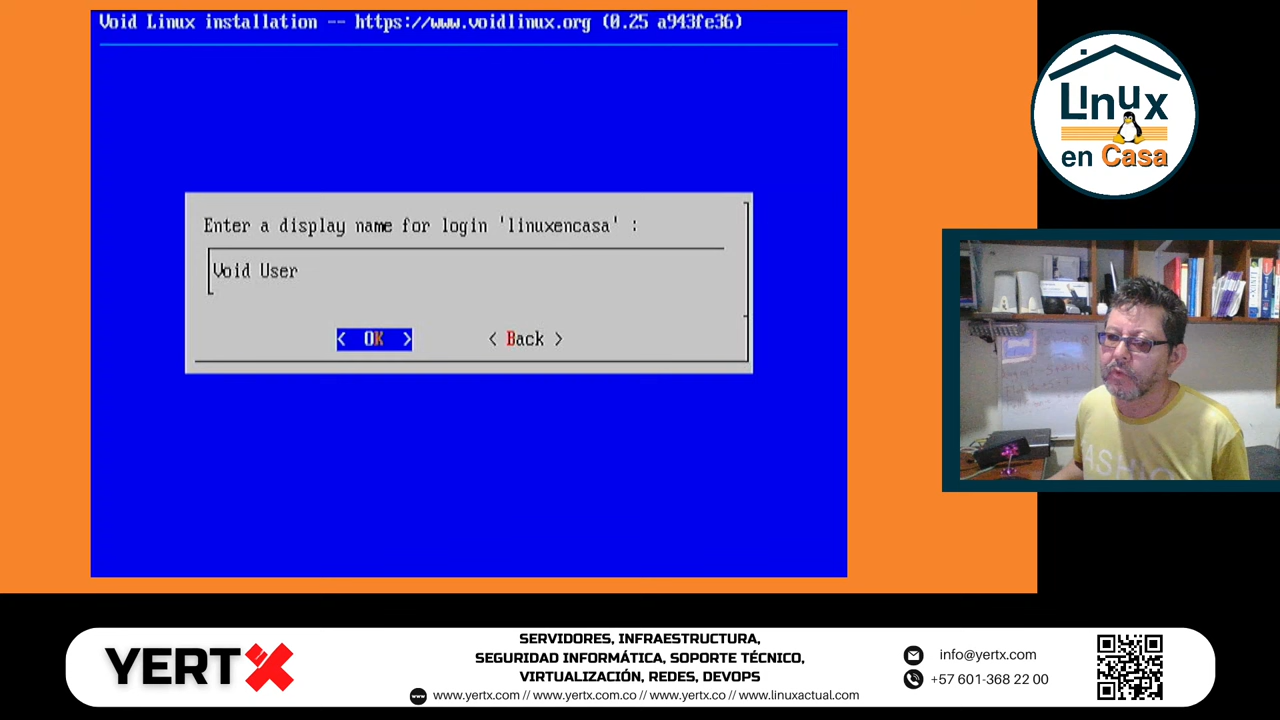 Void Linux installation -- https://www.voidlinux.org (0.25 a943fe36)
Enter a display name for login 'linuxencasa' :
Void User
< OK >
< Back >
Linux
en Casa
YERTX
SERVIDORES, INFRAESTRUCTURA,
SEGURIDAD INFORMÁTICA, SOPORTE TÉCNICO,
VIRTUALIZACIÓN, REDES, DEVOPS
www.yertx.com // www.yertx.com.co // www.yertx.co // www.linuxactual.com
info@yertx.com
+57 601-368 22 00